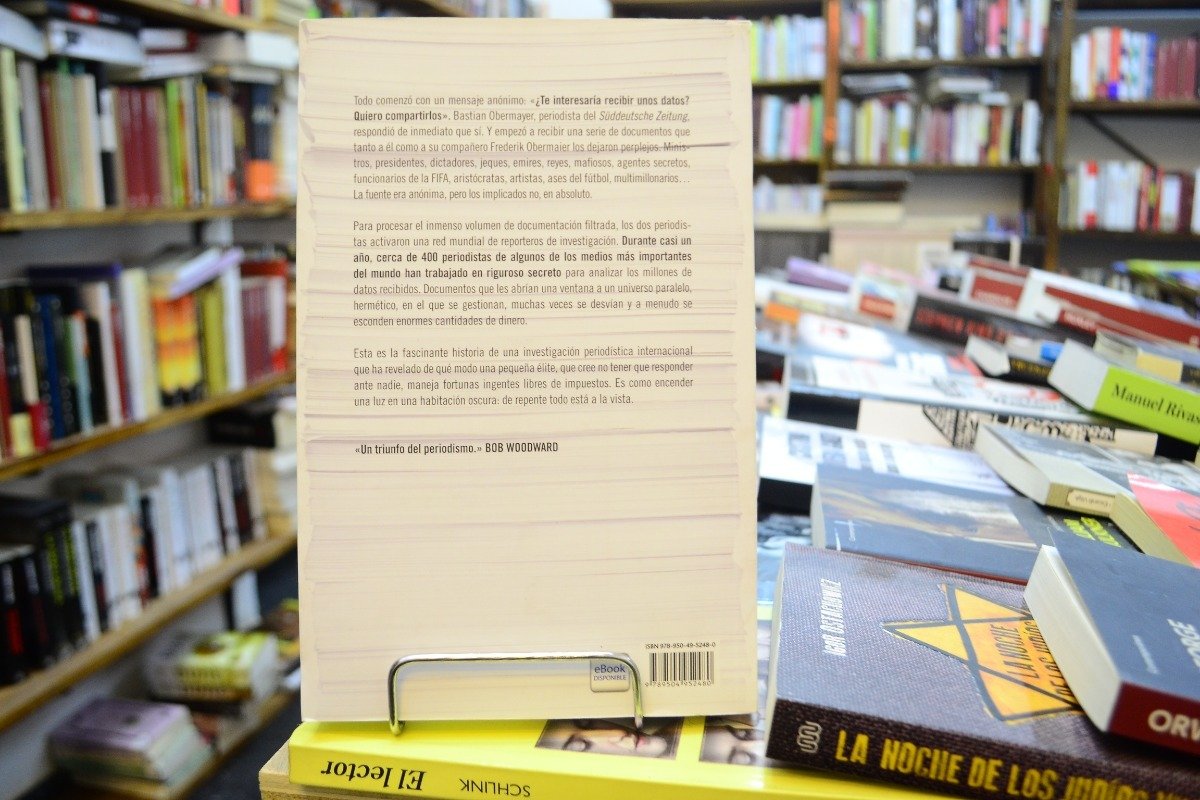 Todo comenzó con un mensaje anónimo: «¿Te interesaría recibir unos datos?
Quiero compartirlos». Bastian Obermayer, periodista del Süddeutsche Zeitung,
respondió de inmediato que sí. Y empezó a recibir una serie de documentos que
tanto a él como a su compañero Frederik Obermaier los dejaron perplejos. Minis-
tros, presidentes, dictadores, jeques, emires, reyes, mafiosos, agentes secretos,
funcionarios de la FIFA, aristócratas, artistas, ases del fútbol, multimillonarios…
La fuente era anónima, pero los implicados no, en absoluto.
Para procesar el inmenso volumen de documentación filtrada, los dos periodis-
tas activaron una red mundial de reporteros de investigación. Durante casi un
año, cerca de 400 periodistas de algunos de los medios más importantes
del mundo han trabajado en riguroso secreto para analizar los millones de
datos recibidos. Documentos que les abrían una ventana a un universo paralelo,
hermético, en el que se gestionan, muchas veces se desvían y a menudo se
esconden enormes cantidades de dinero.
Esta es la fascinante historia de una investigación periodística internacional
que ha revelado de qué modo una pequeña élite, que cree no tener que responder
ante nadie, maneja fortunas ingentes libres de impuestos. Es como encender
una luz en una habitación oscura: de repente todo está a la vista.
«Un triunfo del periodismo.» BOB WOODWARD
ISBN 978-950-49-5248-0
eBook
DISPONIBLE
9789504952480
El lector
SCHLINK
Manuel Rivas
LA NOCHE
LA NOCHE DE LOS
ORW